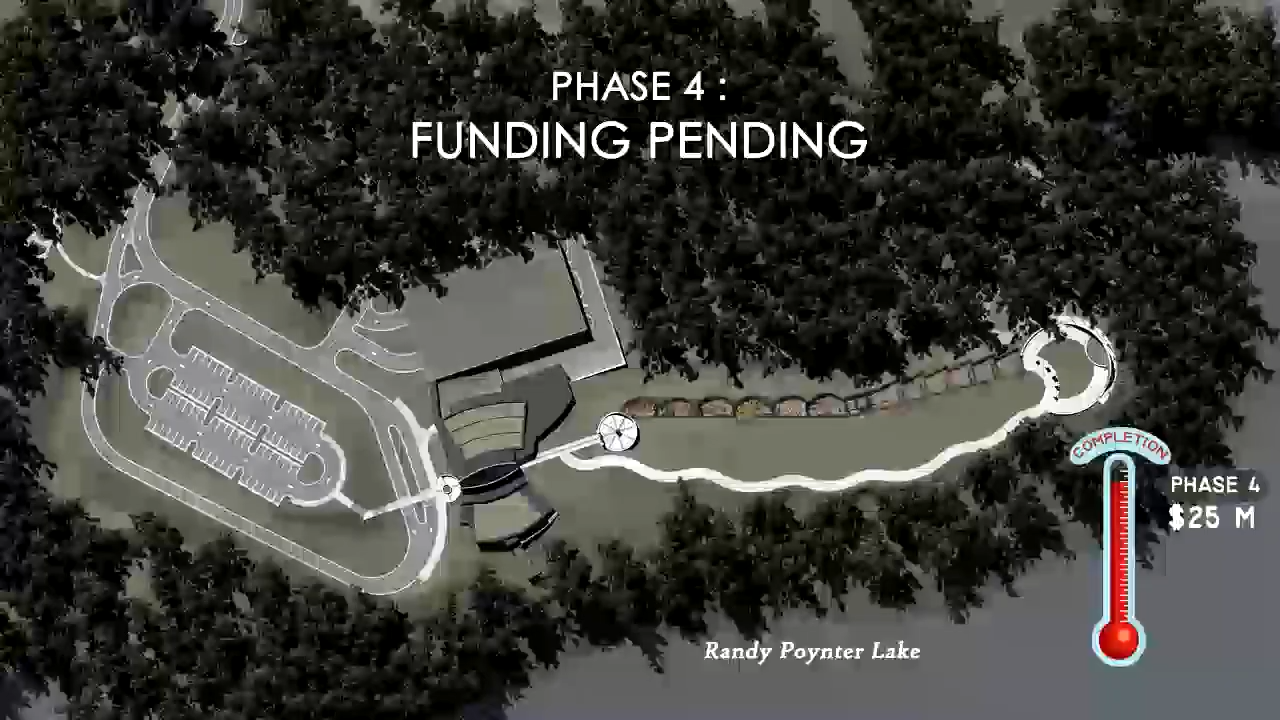 PHASE 4 :
FUNDING PENDING
COMPLETION
PHASE 4
$25 M
Randy Poynter Lake